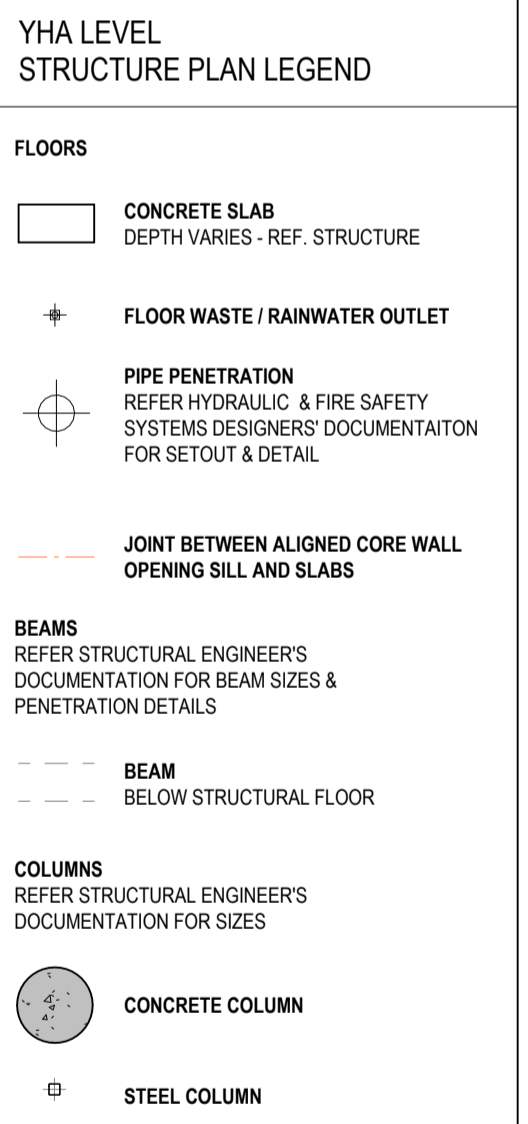 YHA LEVEL
STRUCTURE PLAN LEGEND
FLOORS
CONCRETE SLAB
DEPTH VARIES - REF. STRUCTURE
FLOOR WASTE / RAINWATER OUTLET
PIPE PENETRATION
REFER HYDRAULIC & FIRE SAFETY
SYSTEMS DESIGNERS' DOCUMENTAITON
FOR SETOUT & DETAIL
JOINT BETWEEN ALIGNED CORE WALL
OPENING SILL AND SLABS
BEAMS
REFER STRUCTURAL ENGINEER'S
DOCUMENTATION FOR BEAM SIZES &
PENETRATION DETAILS
BEAM
BELOW STRUCTURAL FLOOR
COLUMNS
REFER STRUCTURAL ENGINEER'S
DOCUMENTATION FOR SIZES
CONCRETE COLUMN
STEEL COLUMN